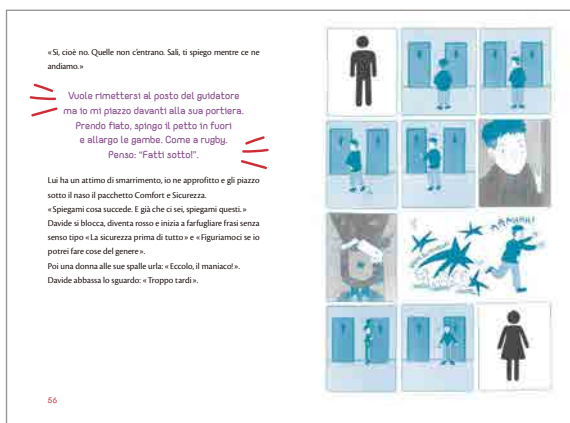 «Sì, cioè no. Quelle non c'entrano. Sali, ti spiego mentre ce ne
andiamo.»
Vuole rimettersi al posto del guidatore
ma io mi piazzo davanti alla sua portiera.
Prendo fiato, spingo il petto in fuori
e allargo le gambe. Come a rugby.
Penso: "Fatti sotto!".
Lui ha un attimo di smarrimento, io ne approfitto e gli piazzo
sotto il naso il pacchetto Comfort e Sicurezza.
«Spiegami cosa succede. E già che ci sei, spiegami questi.»
Davide si blocca, diventa rosso e inizia a farfugliare frasi senza
senso tipo «La sicurezza prima di tutto» e «Figuriamoci se io
potrei fare cose del genere».
Poi una donna alle sue spalle urla: «Eccolo, il maniaco!».
Davide abbassa lo sguardo: «Troppo tardi».
56